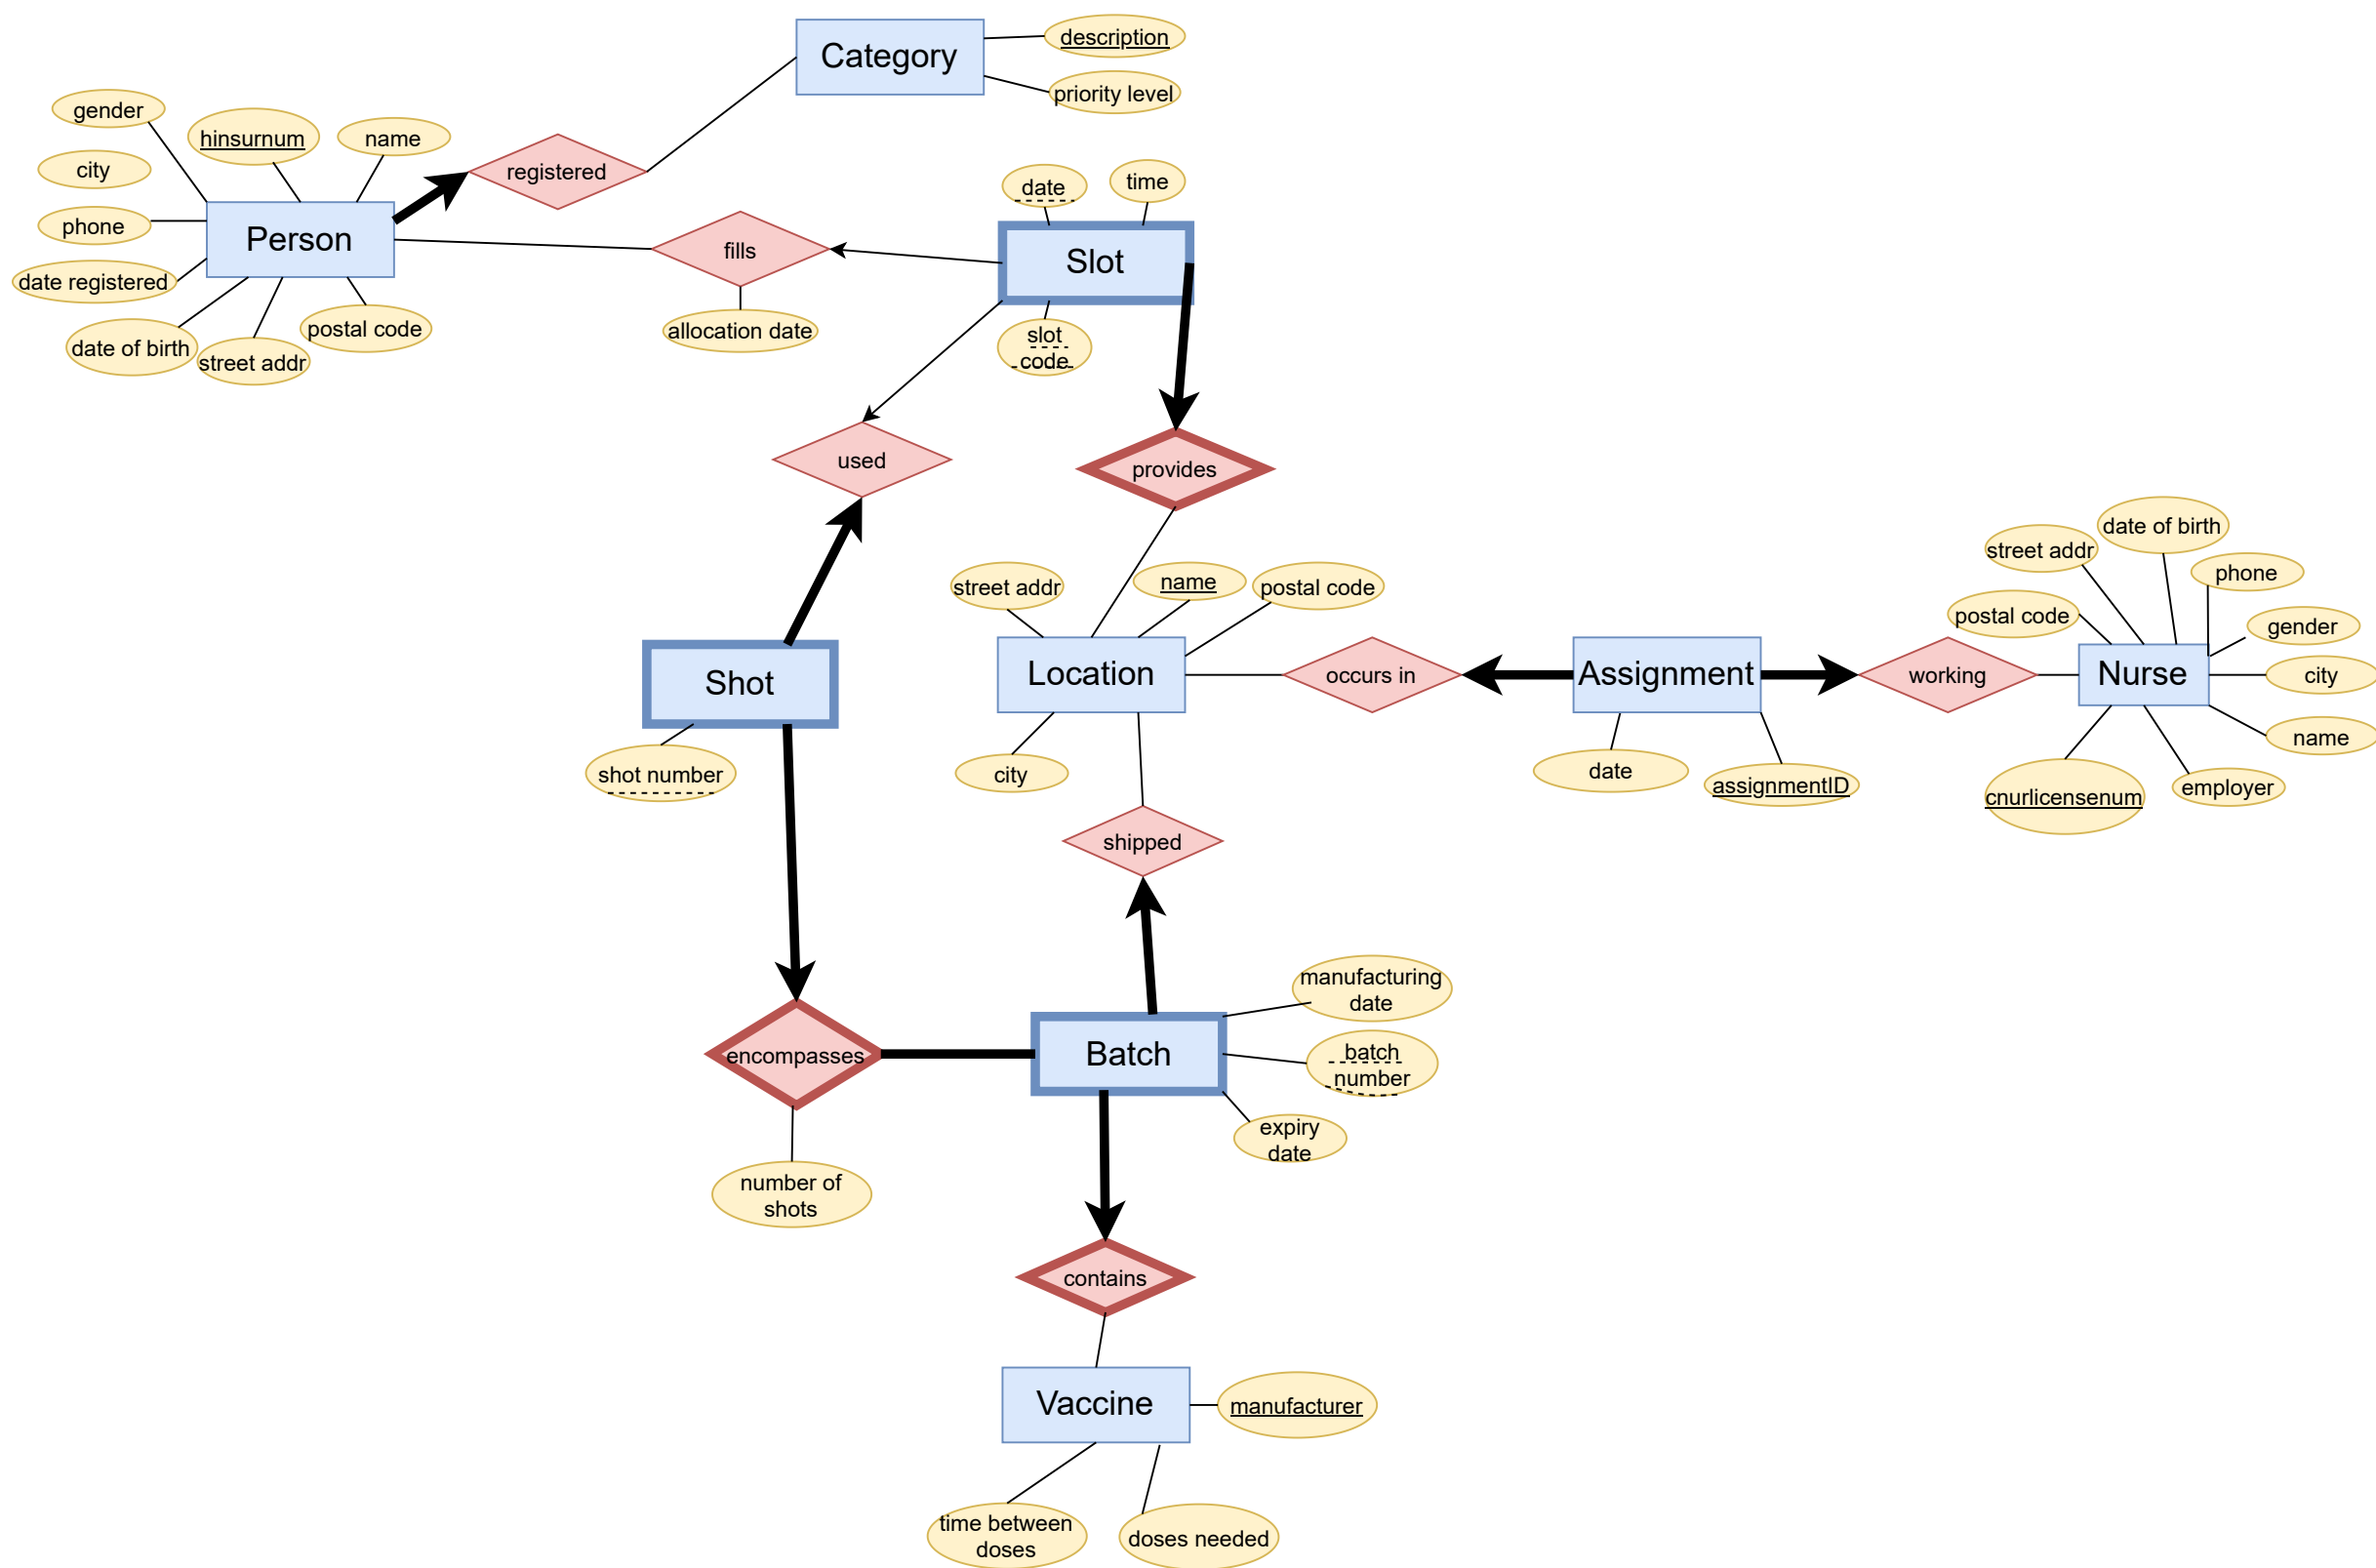 Category
description
priority level
gender
hinsurnum
name
city
phone
date registered
date of birth
street addr
postal code
Person
registered
fills
allocation date
date
time
Slot
slot
code
used
provides
Shot
shot number
street addr
name
postal code
Location
city
occurs in
Assignment
date
assignmentID
working
street addr
date of birth
phone
postal code
gender
Nurse
city
name
cnurlicensenum
employer
shipped
manufacturing
date
batch
number
expiry
date
Batch
encompasses
number of
shots
contains
Vaccine
manufacturer
time between
doses
doses needed